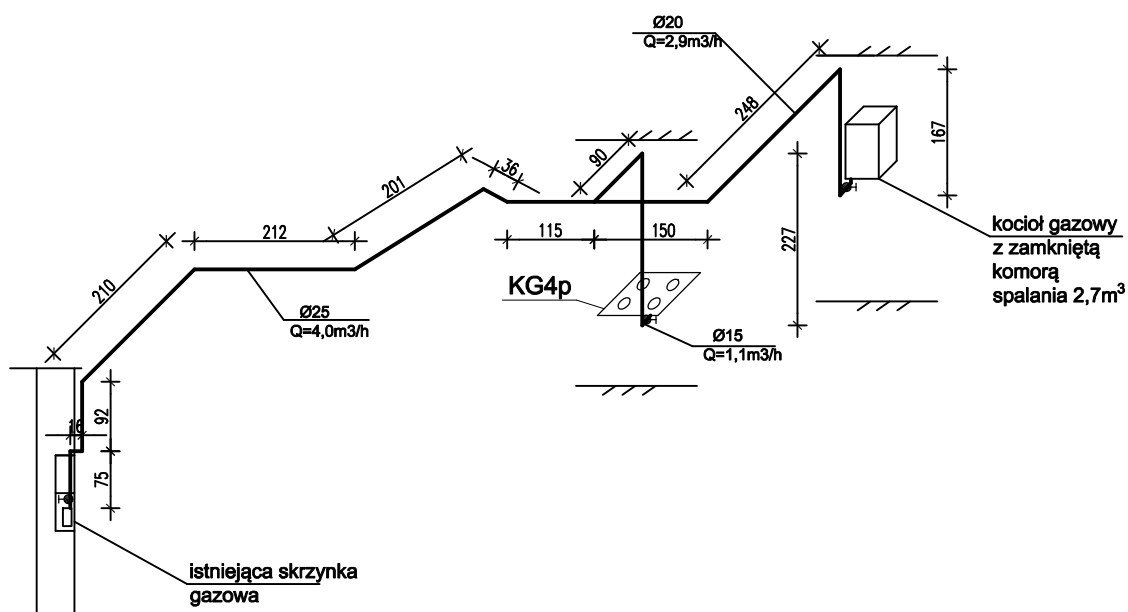 Ø20
Q=2,9m3/h
248
167
90
36
201
kocioł gazowy
z zamkniętą
komorą
spalania 2,7m³
212
115
150
227
210
KG4p
Ø25
Q=4,0m3/h
Ø15
Q=1,1m3/h
92
16
75
istniejąca skrzynka
gazowa